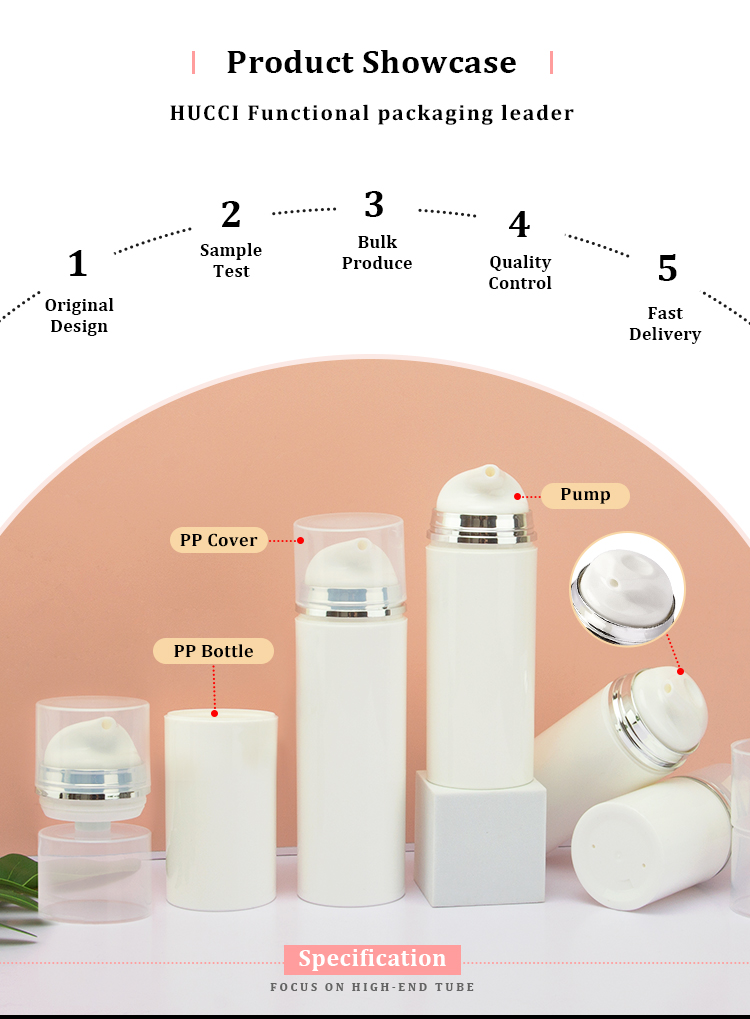 Product Showcase
HUCCI Functional packaging leader
1
Original
Design
2
Sample
Test
3
Bulk
Produce
4
Quality
Control
5
Fast
Delivery
Pump
PP Cover
PP Bottle
Specification
FOCUS ON HIGH-END TUBE